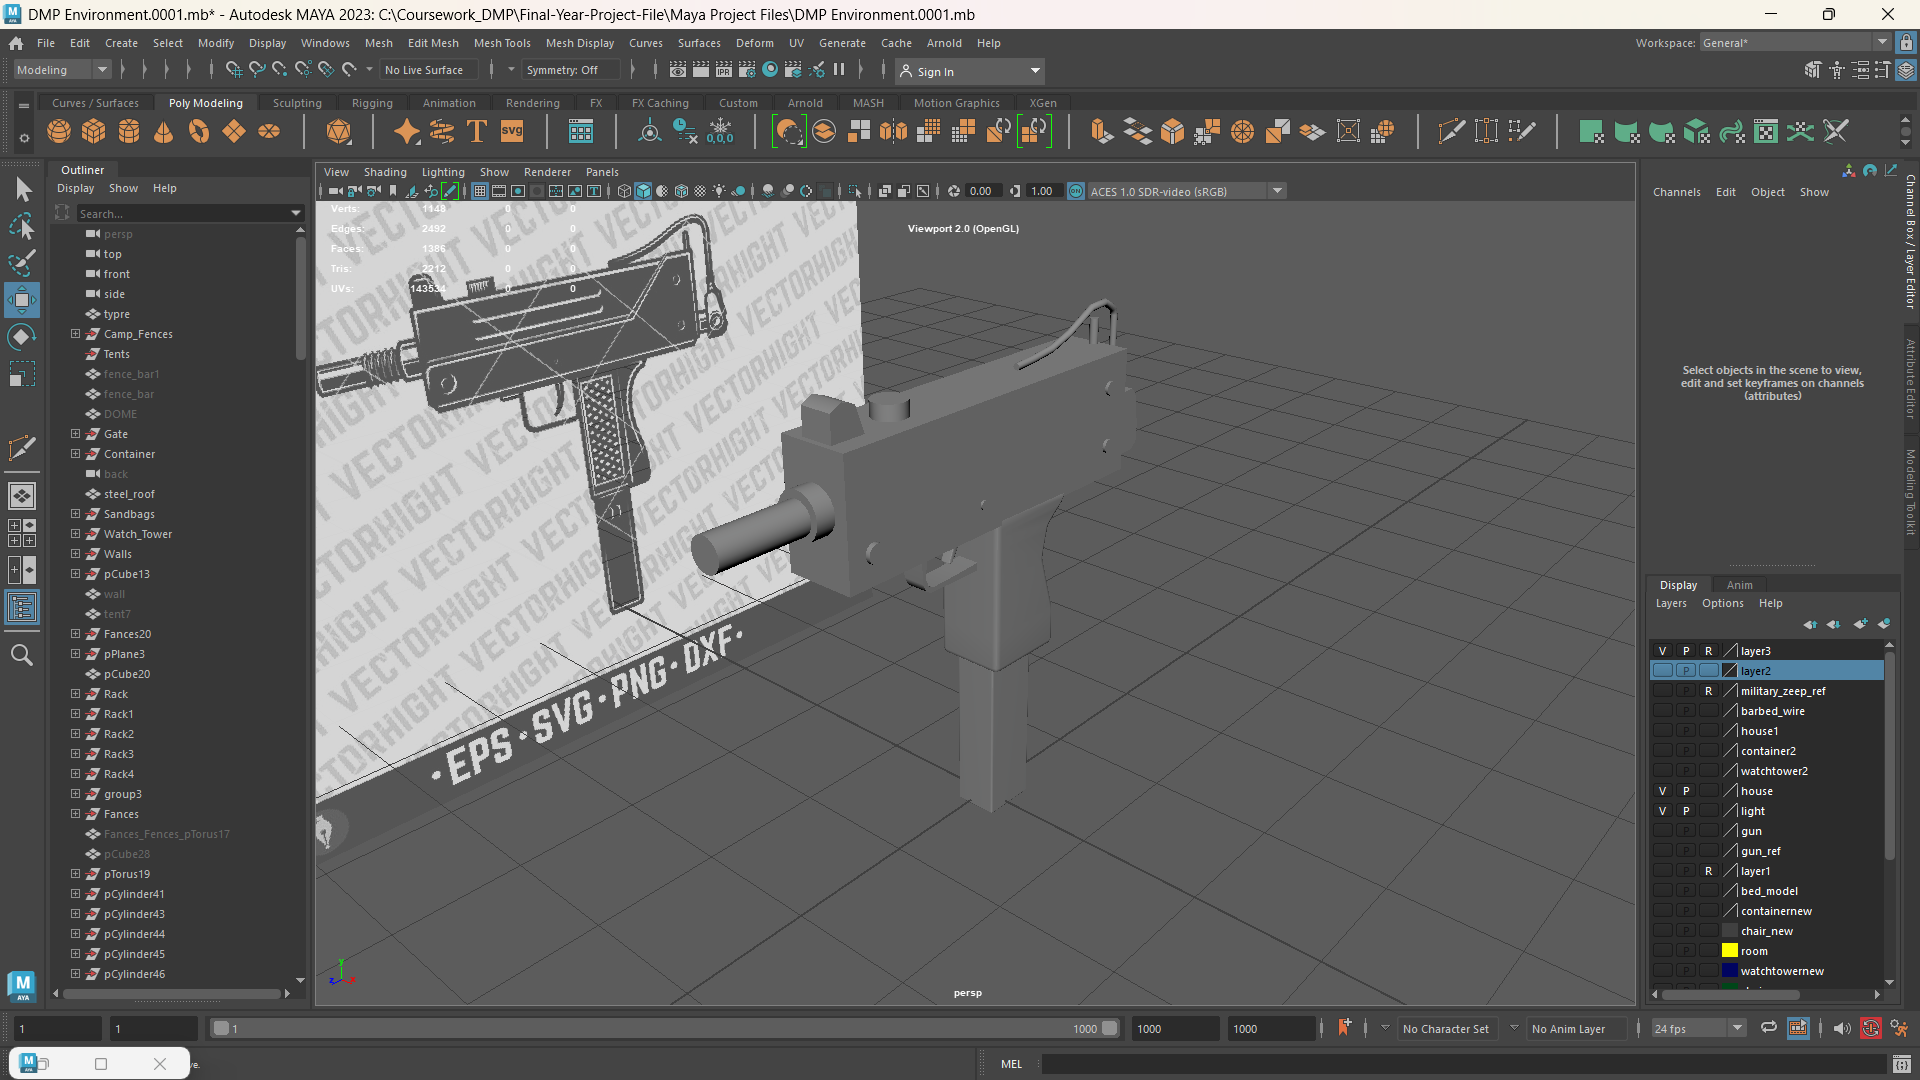 DMP Environment.0001.mb* - Autodesk MAYA 2023: C:\Coursework_DMP\Final-Year-Project-File\Maya Project Files\DMP Environment.0001.mb
File Edit Create Select Modify Display Windows Mesh Edit Mesh Mesh Tools Mesh Display Curves Surfaces Deform UV Generate Cache Arnold Help
Workspace: General*
Modeling
No Live Surface
Symmetry: Off
Sign In
Curves / Surfaces Poly Modeling Sculpting Rigging Animation Rendering FX FX Caching Custom Arnold MASH Motion Graphics XGen
Outliner
Display Show Help
Search...
persp
top
front
side
typre
Camp_Fences
Tents
fence_bar1
fence_bar
DOME
Gate
Container
back
steel_roof
Sandbags
Watch_Tower
Walls
pCube13
wall
tent7
Fances20
pPlane3
pCube20
Rack
Rack1
Rack2
Rack3
Rack4
group3
Fances
Fances_Fences_pTorus17
pCube28
pTorus19
pCylinder41
pCylinder43
pCylinder44
pCylinder45
pCylinder46
View Shading Lighting Show Renderer Panels
0.00
1.00
ACES 1.0 SDR-video (sRGB)
Verts: 1148 0 0
Edges: 2492 0 0
Faces: 1386 0 0
Tris: 2212 0 0
UVs: 143534 0 0
Viewport 2.0 (OpenGL)
VECTORHIGHT
• EPS • SVG • PNG • DXF •
persp
Channels Edit Object Show
Select objects in the scene to view,
edit and set keyframes on channels
(attributes)
Channel Box / Layer Editor
Attribute Editor
Modeling Toolkit
Display Anim
Layers Options Help
V P R layer3
P layer2
P R military_zeep_ref
P barbed_wire
P house1
P container2
P watchtower2
V P house
V P light
P gun
P gun_ref
P R layer1
P bed_model
P containernew
P chair_new
P room
P watchtowernew
1
1
1
1000
1000
1000
No Character Set
No Anim Layer
24 fps
MEL